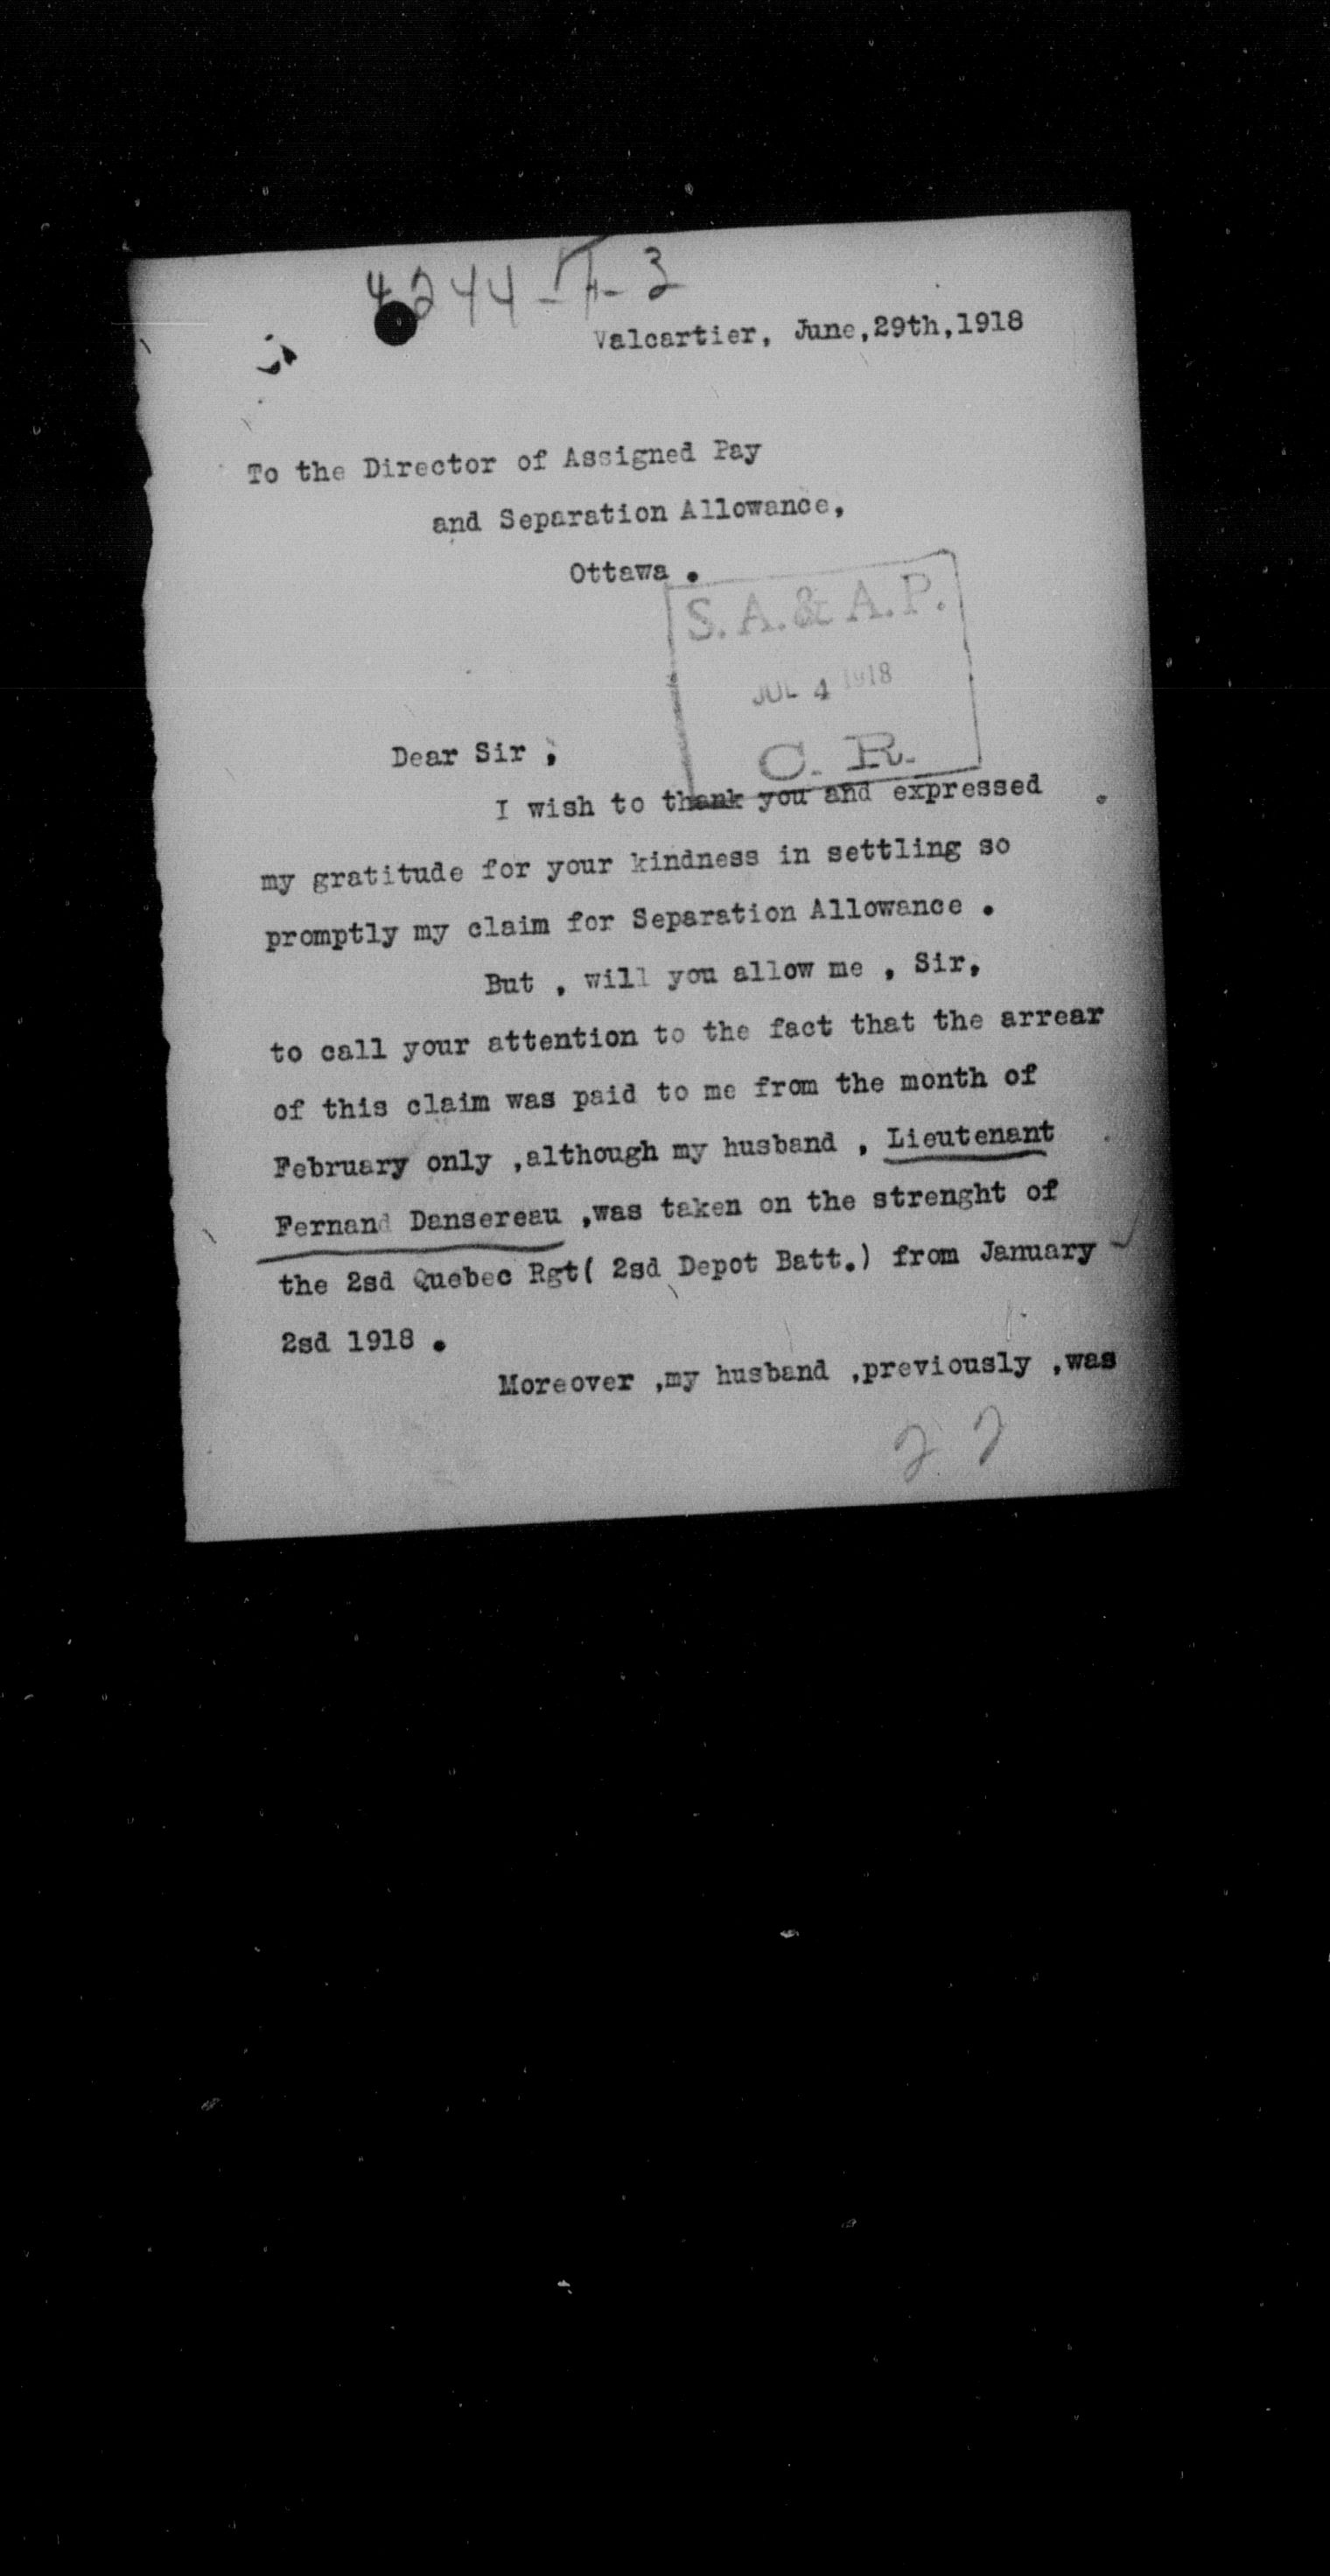 4244-
3
Valcartier, June,29th,1918
To the Director of Assigned Pay
and Separation Allowance,
Ottawa .
S. A. & A. P.
JUL 4 1918
C. R.
Dear Sir ,
I wish to thank you and expressed
my gratitude for your kindness in settling so
promptly my claim for Separation Allowance .
But , will you allow me , Sir,
to call your attention to the fact that the arrear
of this claim was paid to me from the month of
February only ,although my husband , Lieutenant
Fernand Dansereau ,was taken on the strenght of
the 2sd Quebec Rgt( 2sd Depot Batt.) from January
2sd 1918 .
Moreover ,my husband ,previously ,was